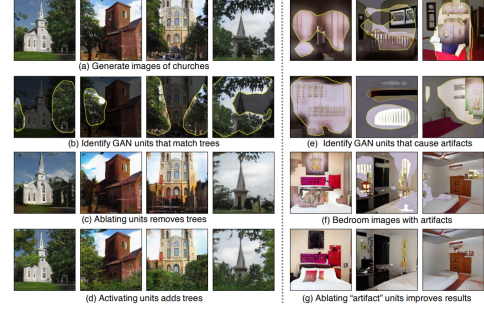 (a) Generate images of churches
(b) Identify GAN units that match trees
(c) Ablating units removes trees
(d) Activating units adds trees
(e) Identify GAN units that cause artifacts
(f) Bedroom images with artifacts
(g) Ablating “artifact” units improves results